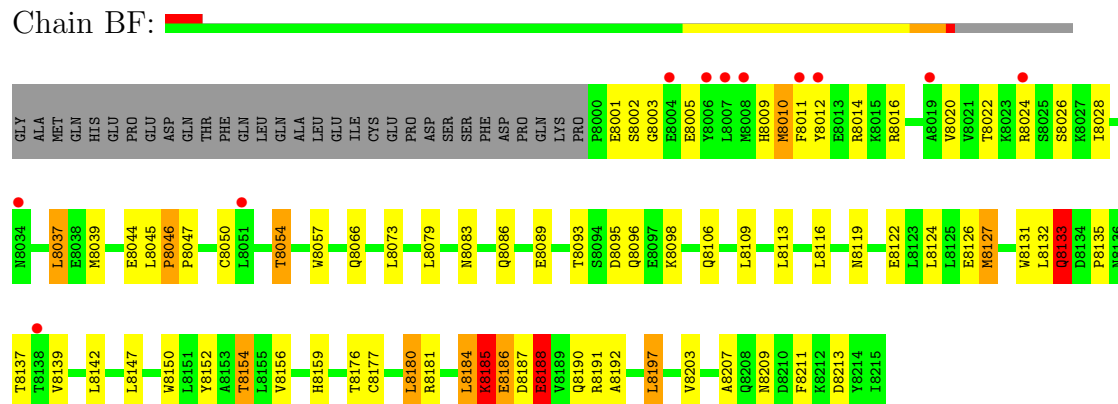 Chain BF:
GLY ALA MET GLN HIS GLU PRO GLU ASP GLN THR PHE GLN LEU GLN ALA LEU GLU ILE CYS GLU PRO ASP SER SER PHE ASP PRO GLN LYS PRO P8000 E8001 S8002 G8003 E8004 E8005 Y8006 L8007 M8008 H8009 M8010 F8011 Y8012 E8013 R8014 K8015 R8016 A8019 V8020 V8021 T8022 K8023 R8024 S8025 S8026 K8027 I8028
N8034 L8037 E8038 M8039 E8044 L8045 P8046 P8047 C8050 L8051 T8054 W8057 Q8066 L8073 L8079 N8083 Q8086 E8089 T8093 S8094 D8095 Q8096 E8097 K8098 Q8106 L8109 L8113 L8116 N8119 E8122 L8123 L8124 L8125 E8126 M8127 W8131 L8132 Q8133 D8134 P8135 N8136
T8137 T8138 V8139 L8142 L8147 W8150 L8151 Y8152 A8153 T8154 L8155 V8156 H8159 T8176 C8177 L8180 R8181 L8184 K8185 E8186 D8187 E8188 V8189 Q8190 R8191 A8192 L8197 V8203 A8207 Q8208 N8209 D8210 F8211 K8212 D8213 Y8214 I8215